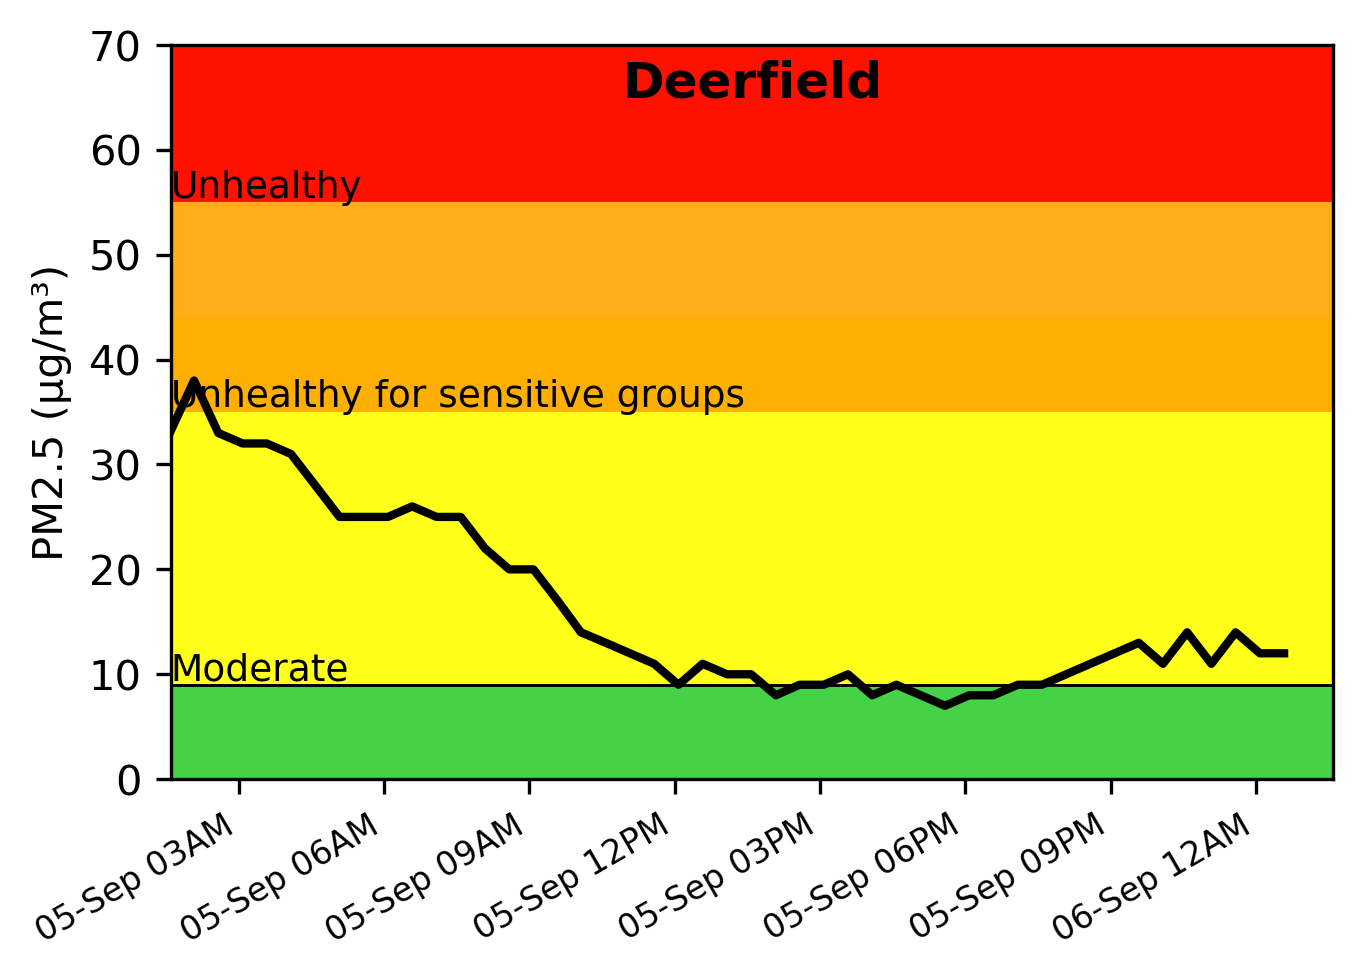 Deerfield
70
60
50
40
30
20
10
0
PM2.5 (µg/m³)
Unhealthy
Unhealthy for sensitive groups
Moderate
05-Sep 03AM
05-Sep 06AM
05-Sep 09AM
05-Sep 12PM
05-Sep 03PM
05-Sep 06PM
05-Sep 09PM
06-Sep 12AM